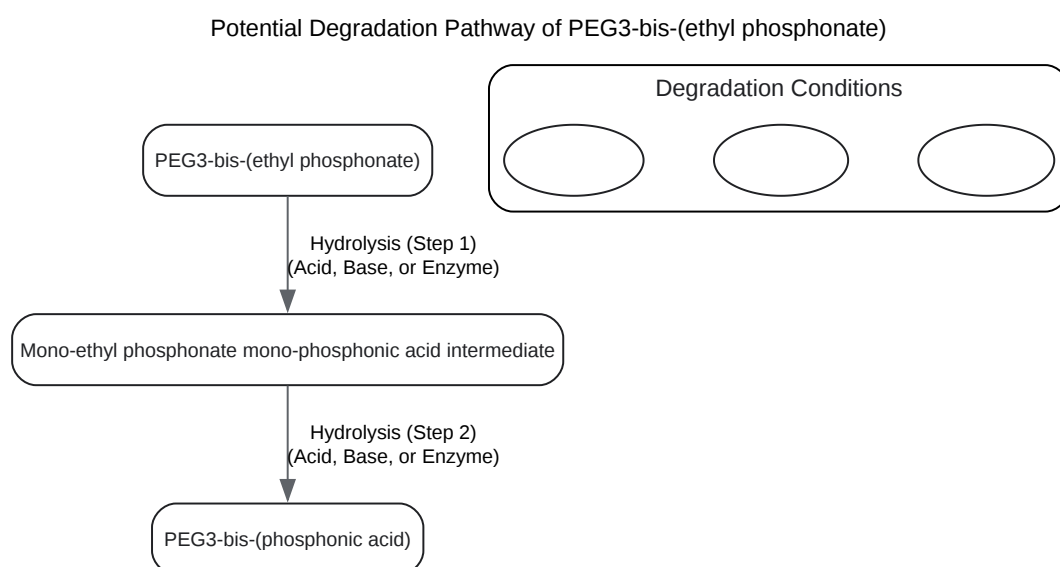 Potential Degradation Pathway of PEG3-bis-(ethyl phosphonate)
Degradation Conditions
PEG3-bis-(ethyl phosphonate)
Hydrolysis (Step 1)
(Acid, Base, or Enzyme)
Mono-ethyl phosphonate mono-phosphonic acid intermediate
Hydrolysis (Step 2)
(Acid, Base, or Enzyme)
PEG3-bis-(phosphonic acid)